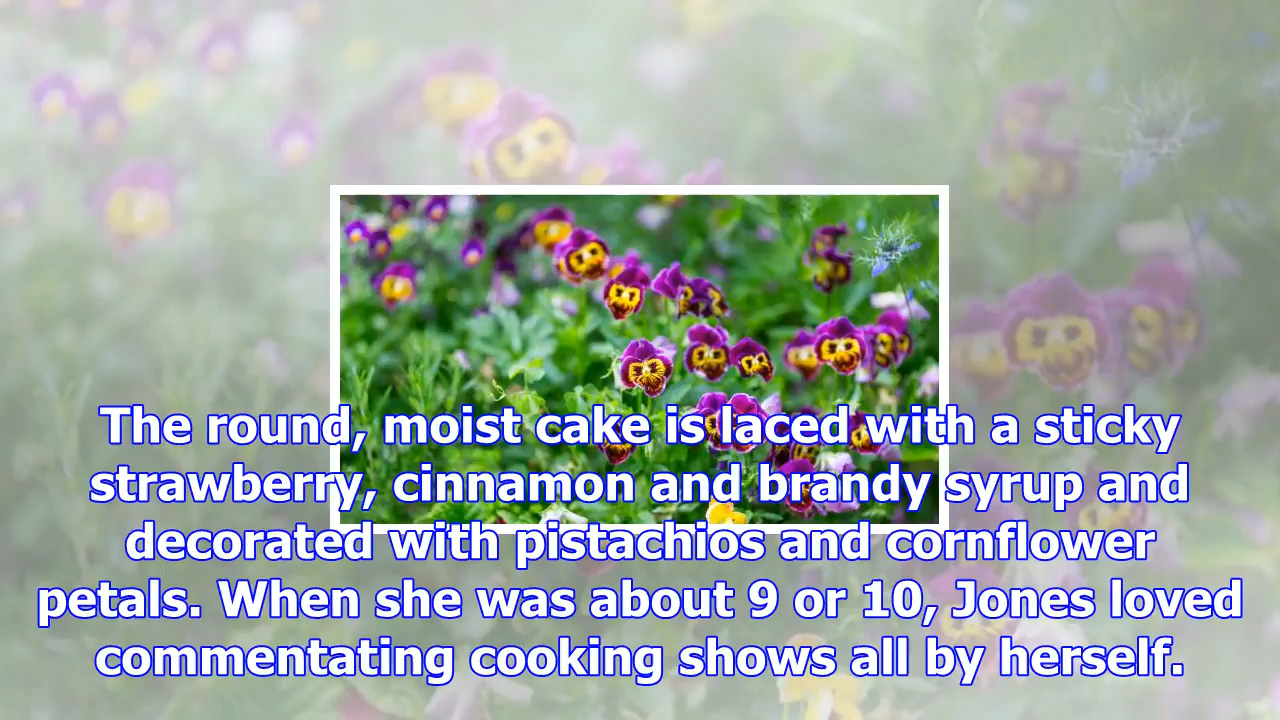 The round, moist cake is laced with a sticky
strawberry, cinnamon and brandy syrup and
decorated with pistachios and cornflower
petals. When she was about 9 or 10, Jones loved
commentating cooking shows all by herself.